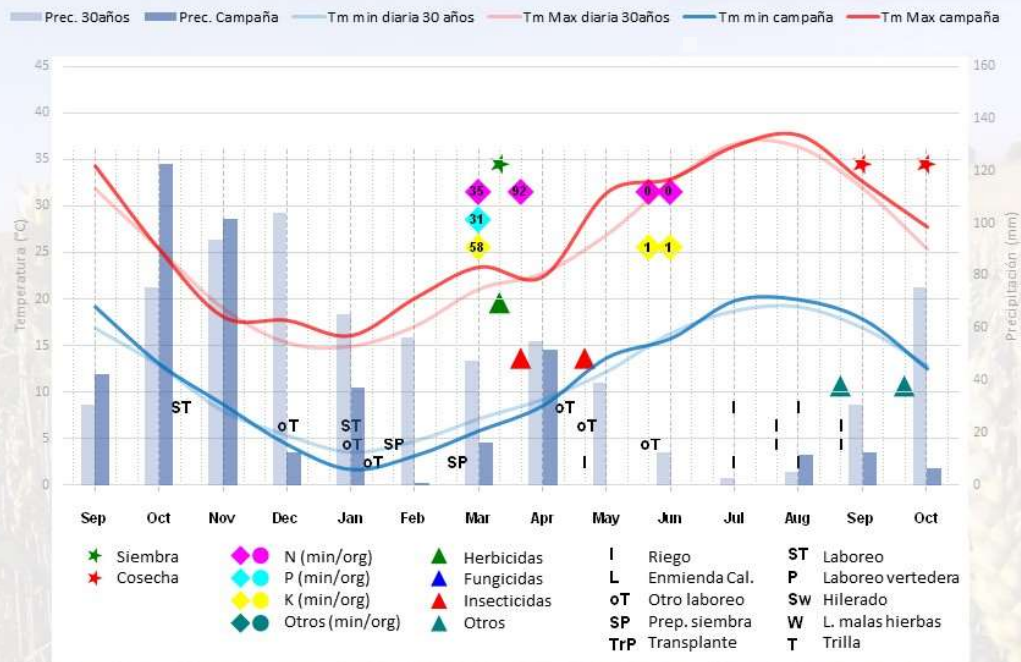 Prec. 30años Prec. Campaña Tm min diaria 30 años Tm Max diaria 30años Tm min campaña Tm Max campaña
45 160
40 140
35 120
35 92 0 0
30 31 100
25 58 1 1 80
20
15 60
10 40
ST oT I I
oT ST oT I I
5 oT SP oT I I 20
oT SP I I I
0 0
Temperatura (°C)
Precipitación (mm)
Sep Oct Nov Dec Jan Feb Mar Apr May Jun Jul Aug Sep Oct
Siembra N (min/org) Herbicidas I Riego ST Laboreo
Cosecha P (min/org) Fungicidas L Enmienda Cal. P Laboreo vertedera
K (min/org) Insecticidas oT Otro laboreo Sw Hilerado
Otros (min/org) Otros SP Prep. siembra W L. malas hierbas
TrP Transplante T Trilla